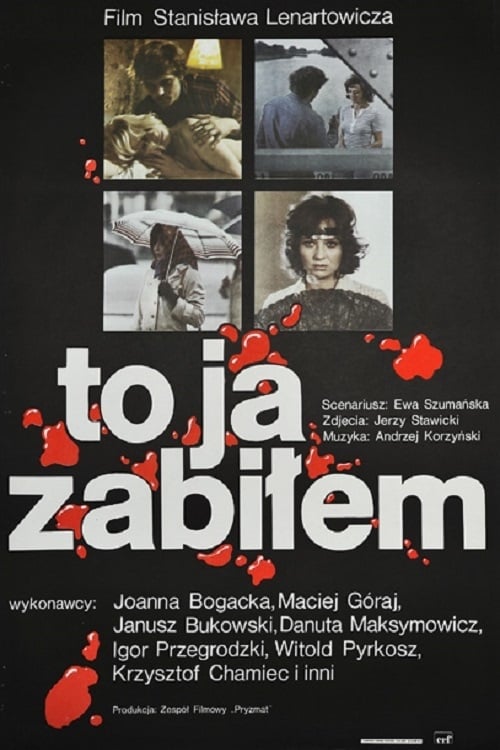 Film Stanisława Lenartowicza
to ja
zabiłem
Scenariusz: Ewa Szumańska
Zdjęcia: Jerzy Stawicki
Muzyka: Andrzej Korzyński
wykonawcy: Joanna Bogacka, Maciej Góraj,
Janusz Bukowski, Danuta Maksymowicz,
Igor Przegrodzki, Witold Pyrkosz,
Krzysztof Chamiec i inni
Produkcja: Zespół Filmowy „Pryzmat”
crf